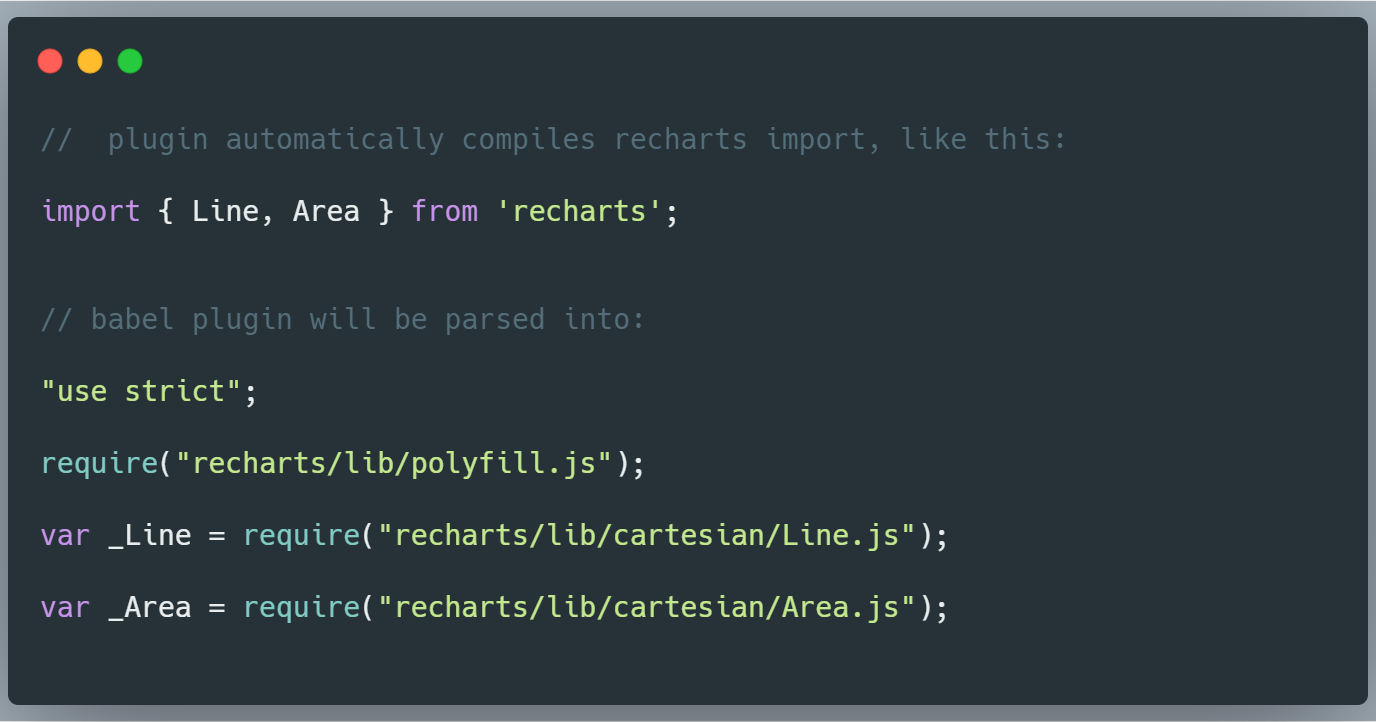 //  plugin automatically compiles recharts import, like this:
import { Line, Area } from 'recharts';
// babel plugin will be parsed into:
"use strict";
require("recharts/lib/polyfill.js");
var _Line = require("recharts/lib/cartesian/Line.js");
var _Area = require("recharts/lib/cartesian/Area.js");